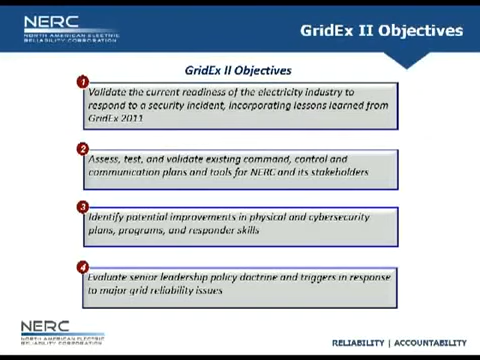 NERC
NORTH AMERICAN ELECTRIC
RELIABILITY CORPORATION
GridEx II Objectives
GridEx II Objectives
1
Validate the current readiness of the electricity industry to
respond to a security incident, incorporating lessons learned from
GridEx 2011
2
Assess, test, and validate existing command, control and
communication plans and tools for NERC and its stakeholders
3
Identify potential improvements in physical and cybersecurity
plans, programs, and responder skills
4
Evaluate senior leadership policy doctrine and triggers in response
to major grid reliability issues
NERC
NORTH AMERICAN ELECTRIC
RELIABILITY CORPORATION
RELIABILITY | ACCOUNTABILITY